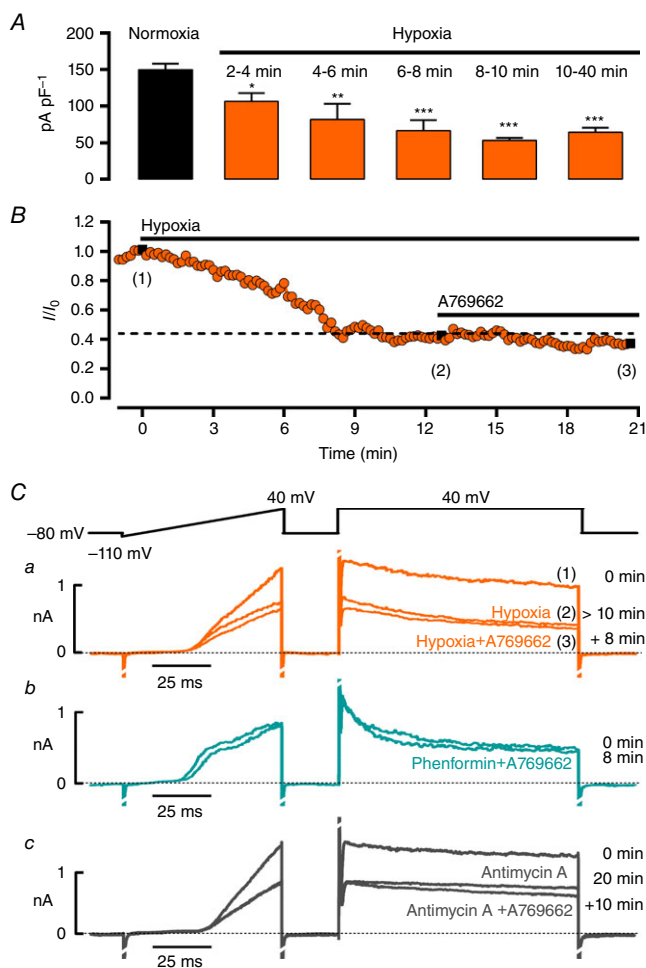 A
Normoxia
Hypoxia
2-4 min 4-6 min 6-8 min 8-10 min 10-40 min
* ** *** *** ***
pA pF⁻¹
200
150
100
50
0
B
Hypoxia
A769662
(1)
(2)
(3)
I/I₀
1.2
1.0
0.8
0.6
0.4
0.2
0.0
0 3 6 9 12 15 18 21
Time (min)
C
40 mV 40 mV
–80 mV
–110 mV
a
1
nA
0
(1) 0 min
Hypoxia (2) > 10 min
Hypoxia+A769662 (3) + 8 min
25 ms
b
1
nA
0
0 min
8 min
Phenformin+A769662
25 ms
c
1
nA
0
0 min
Antimycin A 20 min
Antimycin A +A769662 +10 min
25 ms